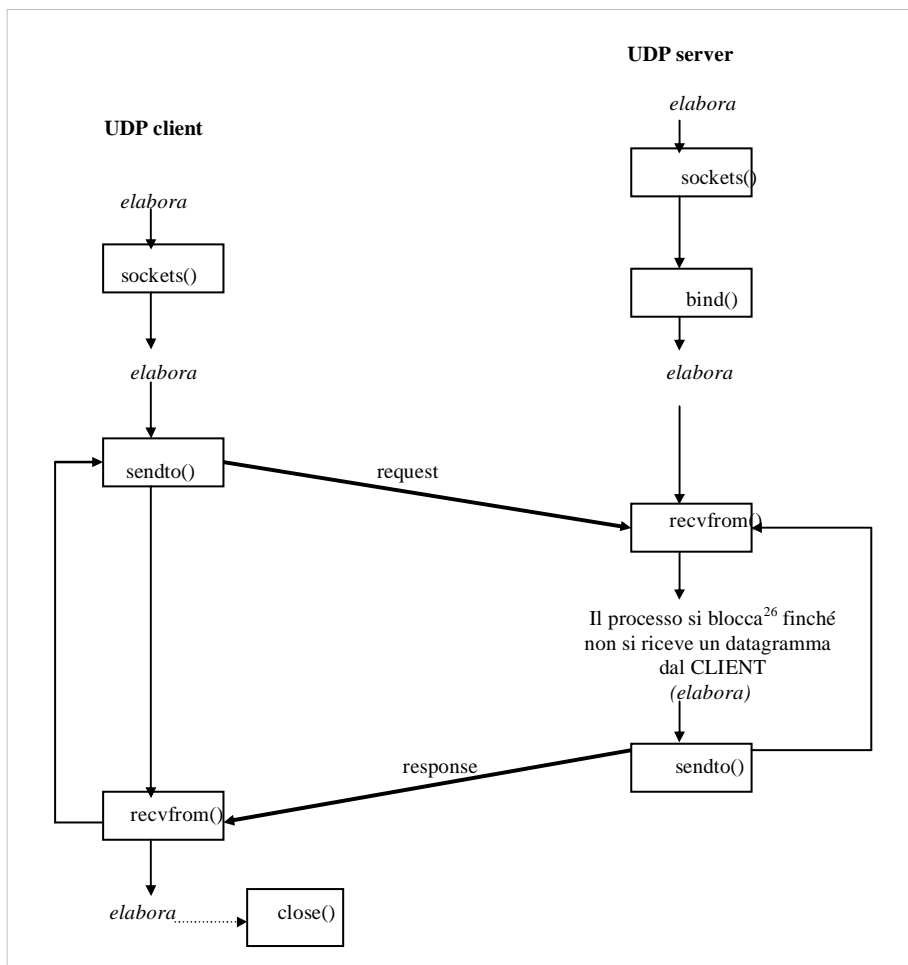 UDP server
elabora
UDP client
sockets()
elabora
sockets()
bind()
elabora
elabora
sendto()
request
recvfrom()
Il processo si blocca26 finché
non si riceve un datagramma
dal CLIENT
(elabora)
response
sendto()
recvfrom()
elabora
close()